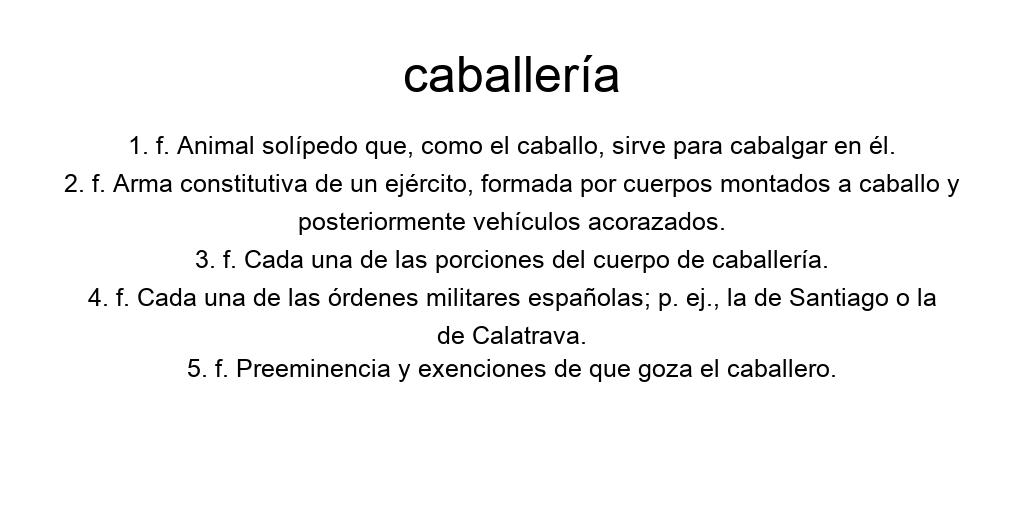 caballería
1. f. Animal solípedo que, como el caballo, sirve para cabalgar en él.
2. f. Arma constitutiva de un ejército, formada por cuerpos montados a caballo y
posteriormente vehículos acorazados.
3. f. Cada una de las porciones del cuerpo de caballería.
4. f. Cada una de las órdenes militares españolas; p. ej., la de Santiago o la
de Calatrava.
5. f. Preeminencia y exenciones de que goza el caballero.